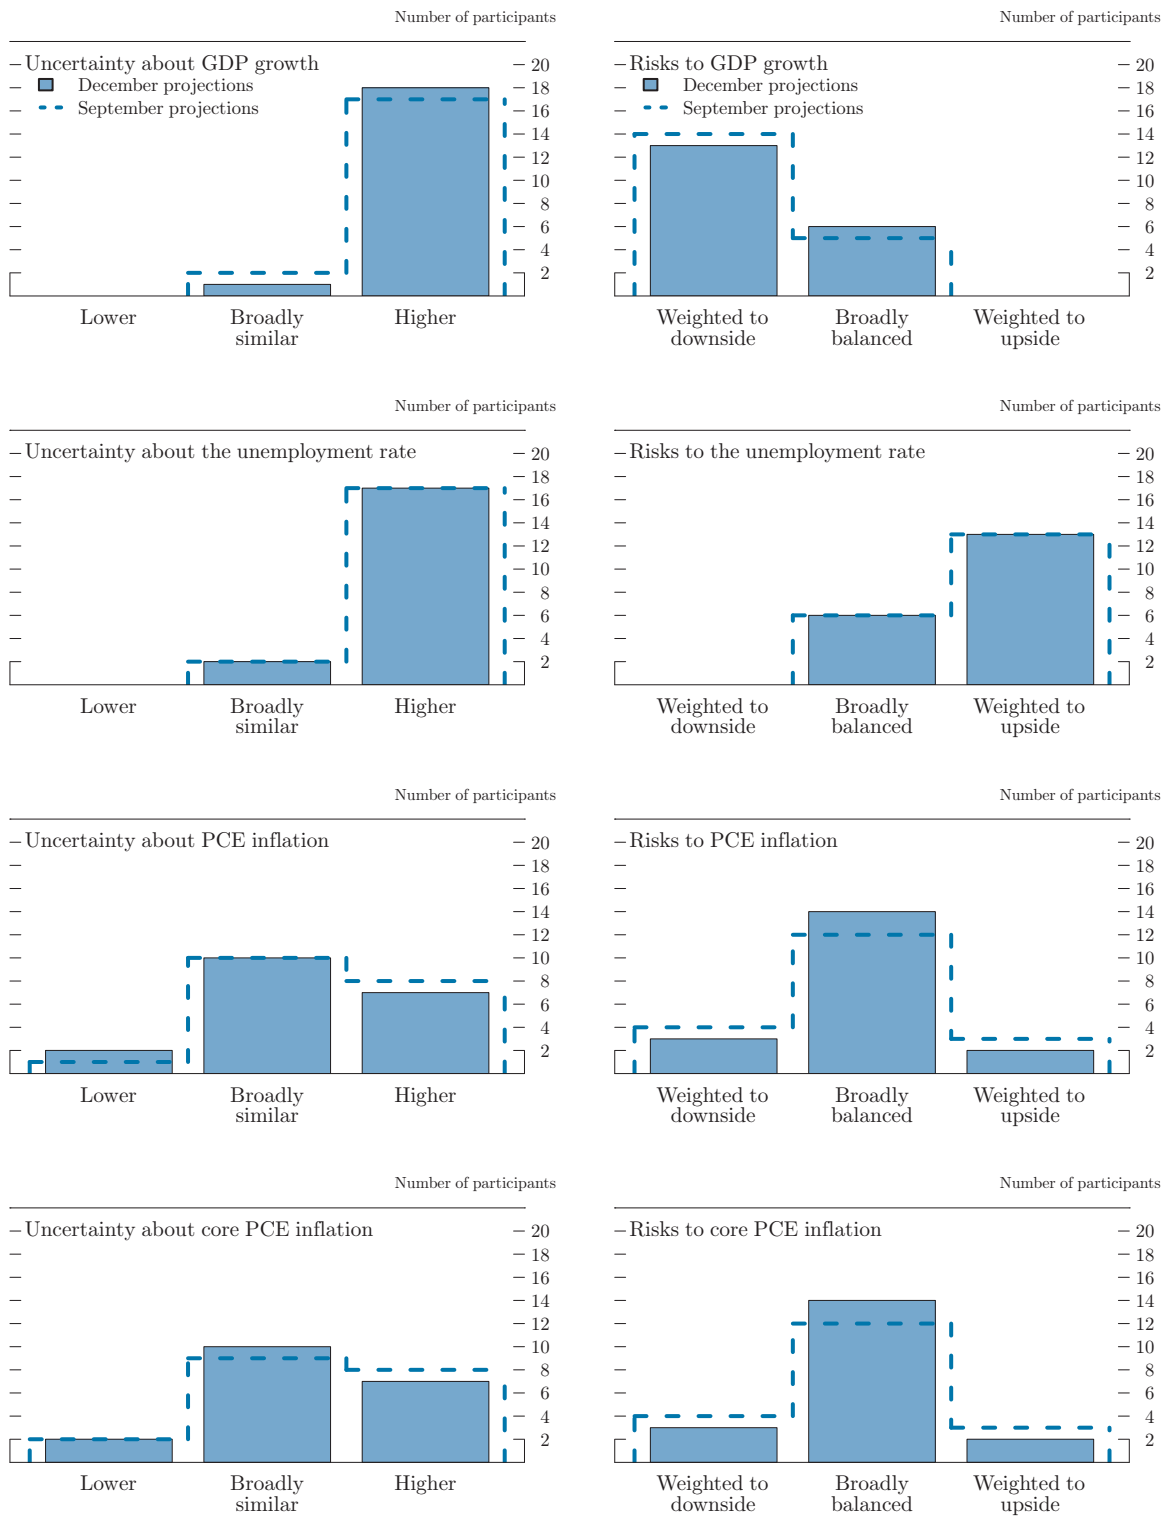 Number of participants
Uncertainty about GDP growth
December projections
September projections
20
18
16
14
12
10
8
6
4
2
Lower
Broadly
similar
Higher
Number of participants
Risks to GDP growth
December projections
September projections
20
18
16
14
12
10
8
6
4
2
Weighted to
downside
Broadly
balanced
Weighted to
upside
Number of participants
Uncertainty about the unemployment rate
20
18
16
14
12
10
8
6
4
2
Lower
Broadly
similar
Higher
Number of participants
Risks to the unemployment rate
20
18
16
14
12
10
8
6
4
2
Weighted to
downside
Broadly
balanced
Weighted to
upside
Number of participants
Uncertainty about PCE inflation
20
18
16
14
12
10
8
6
4
2
Lower
Broadly
similar
Higher
Number of participants
Risks to PCE inflation
20
18
16
14
12
10
8
6
4
2
Weighted to
downside
Broadly
balanced
Weighted to
upside
Number of participants
Uncertainty about core PCE inflation
20
18
16
14
12
10
8
6
4
2
Lower
Broadly
similar
Higher
Number of participants
Risks to core PCE inflation
20
18
16
14
12
10
8
6
4
2
Weighted to
downside
Broadly
balanced
Weighted to
upside